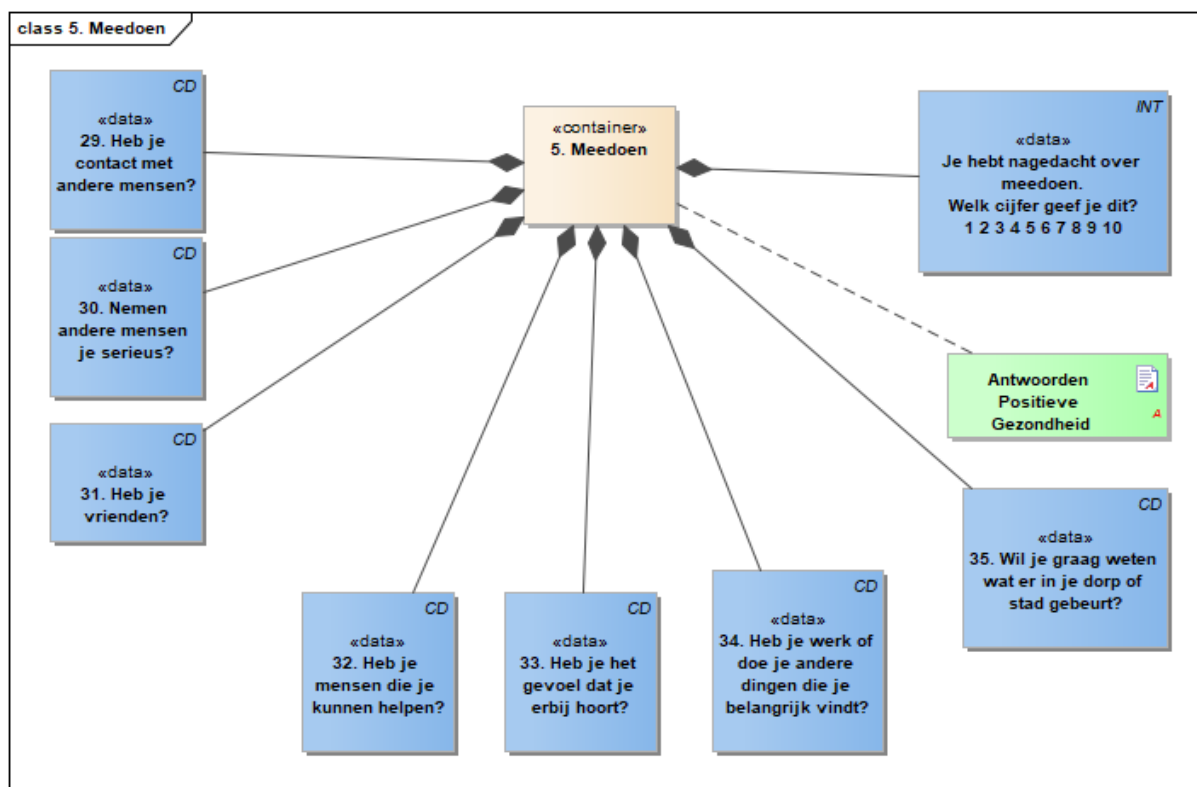 class 5. Meedoen
CD
«data»
29. Heb je
contact met
andere mensen?
CD
«data»
30. Nemen
andere mensen
je serieus?
CD
«data»
31. Heb je
vrienden?
«container»
5. Meedoen
INT
«data»
Je hebt nagedacht over
meedoen.
Welk cijfer geef je dit?
1 2 3 4 5 6 7 8 9 10
Antwoorden
Positieve
Gezondheid
A
CD
«data»
35. Wil je graag weten
wat er in je dorp of
stad gebeurt?
CD
«data»
32. Heb je
mensen die je
kunnen helpen?
CD
«data»
33. Heb je het
gevoel dat je
erbij hoort?
CD
«data»
34. Heb je werk of
doe je andere
dingen die je
belangrijk vindt?